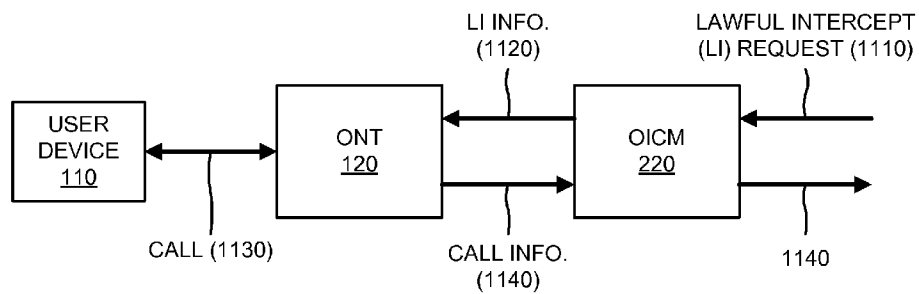 LI INFO.
(1120)
LAWFUL INTERCEPT
(LI) REQUEST (1110)
USER
DEVICE
110
ONT
120
OICM
220
CALL (1130)
CALL INFO.
(1140)
1140